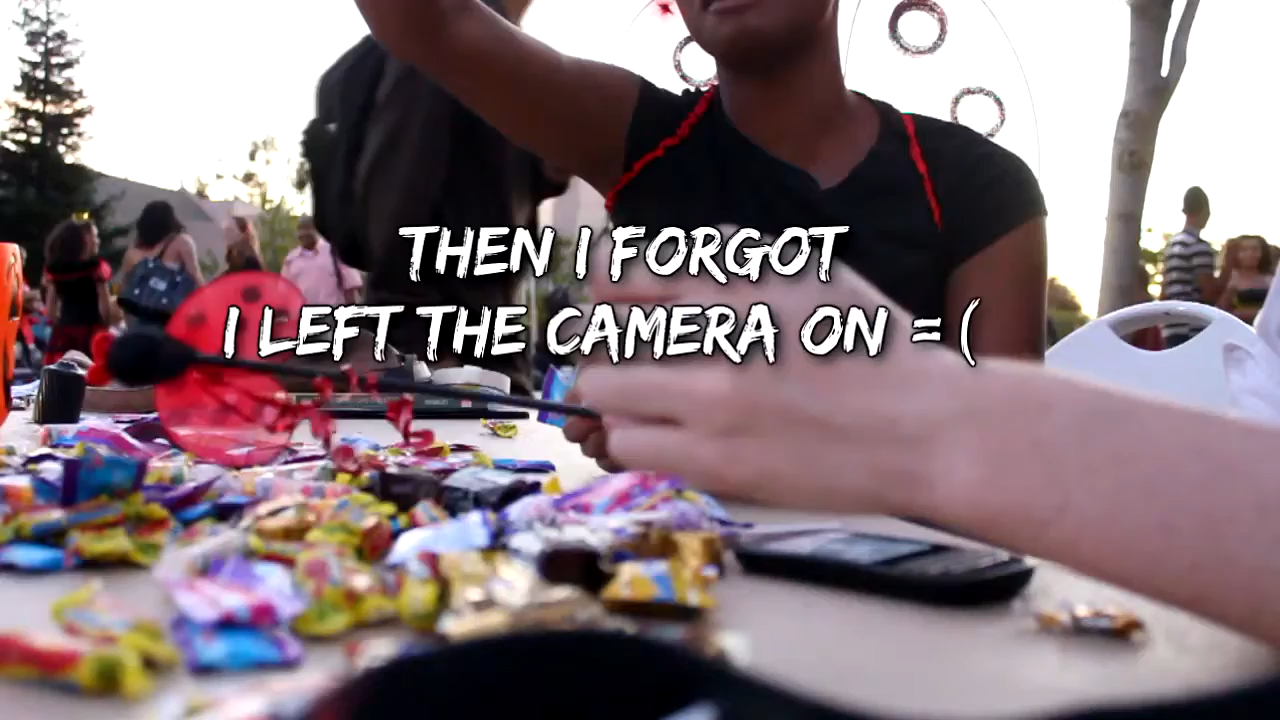 THEN I FORGOT
I LEFT THE CAMERA ON = (